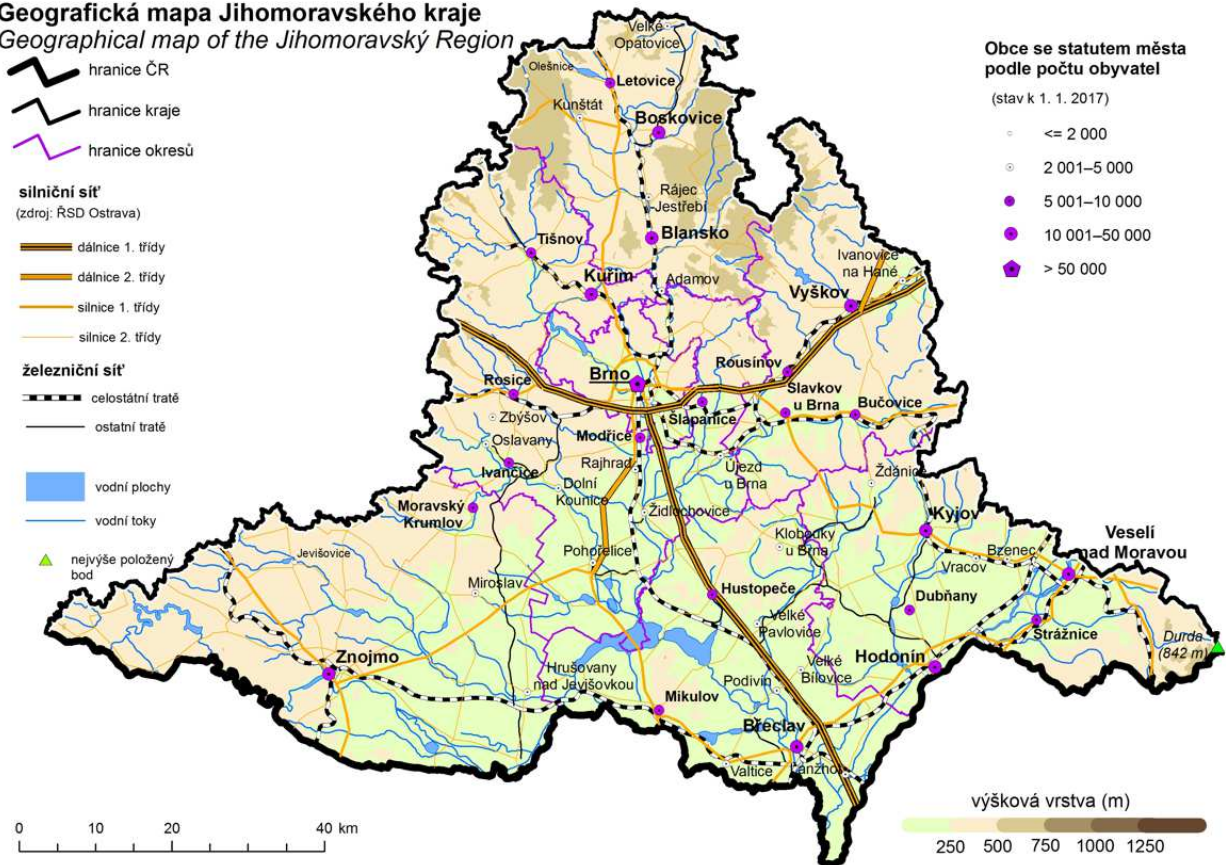 Geografická mapa Jihomoravského kraje
Geographical map of the Jihomoravský Region
hranice ČR
hranice kraje
hranice okresů
silniční síť
(zdroj: ŘSD Ostrava)
dálnice 1. třídy
dálnice 2. třídy
silnice 1. třídy
silnice 2. třídy
železniční síť
celostátní tratě
ostatní tratě
vodní plochy
vodní toky
nejvýše položený
bod
Obce se statutem města
podle počtu obyvatel
(stav k 1. 1. 2017)
<= 2 000
2 001–5 000
5 001–10 000
10 001–50 000
> 50 000
Velké
Opatovice
Olešnice
Letovice
Kunštát
Boskovice
Rájec
-Jestřebí
Blansko
Tišnov
Kuřim
Adamov
Ivanovice
na Hané
Vyškov
Rousínov
Brno
Rosice
Slavkov
u Brna
Bučovice
Šlapanice
Zbýšov
Oslavany
Modřice
Ivančice
Rajhrad
Újezd
u Brna
Ždánice
Dolní
Kounice
Moravský
Krumlov
Židlochovice
Kyjov
Klobouky
u Brna
Veselí
nad Moravou
Bzenec
Vracov
Jevišovice
Pohořelice
Miroslav
Hustopeče
Dubňany
Velké
Pavlovice
Strážnice
Durda
(842 m)
Znojmo
Hodonín
Hrušovany
nad Jevišovkou
Velké
Bílovice
Podivín
Mikulov
Břeclav
Valtice
Lanžhot
0 10 20 40 km
výšková vrstva (m)
250 500 750 1000 1250